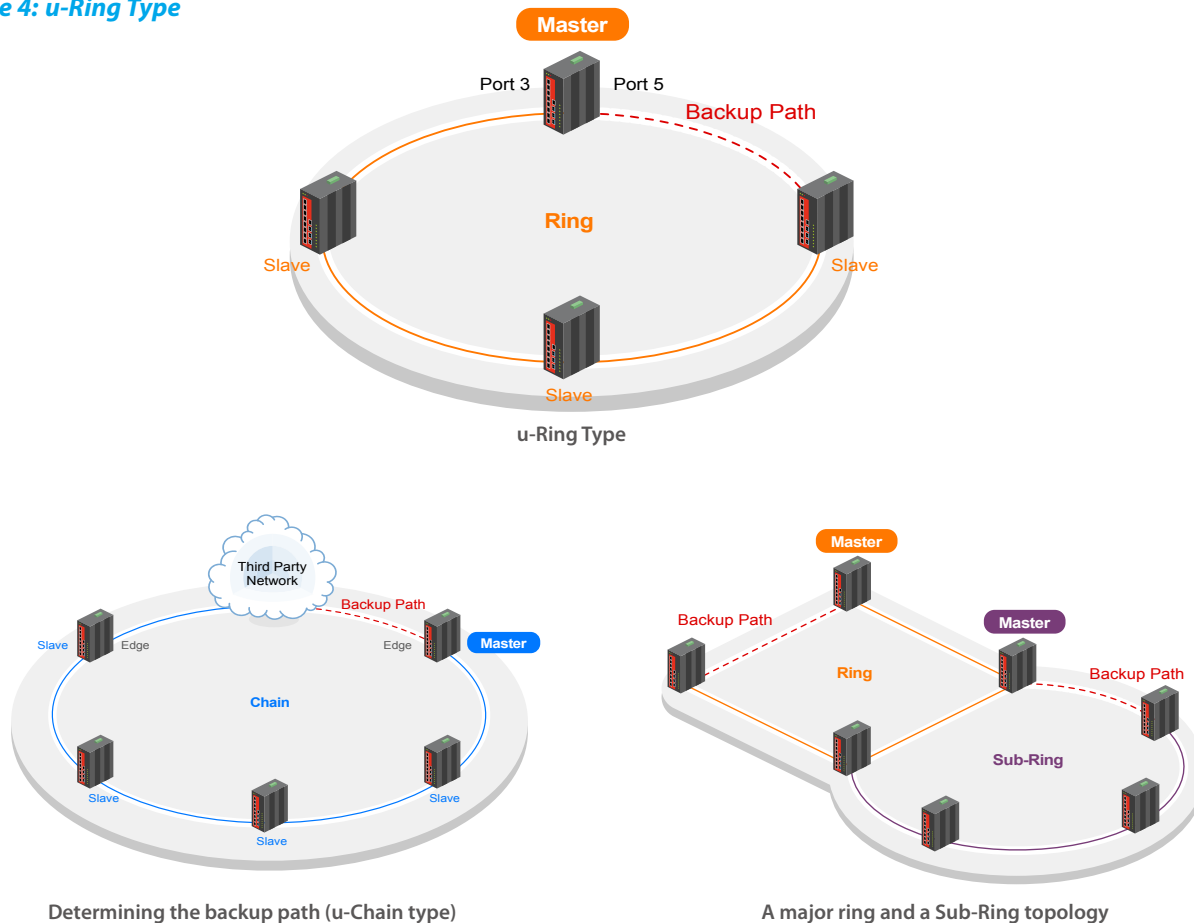 e 4: u-Ring Type
Master
Port 3
Port 5
Backup Path
Ring
Slave
Slave
Slave
u-Ring Type
Third Party
Network
Backup Path
Slave
Edge
Edge
Master
Chain
Slave
Slave
Slave
Determining the backup path (u-Chain type)
Master
Backup Path
Master
Ring
Backup Path
Sub-Ring
A major ring and a Sub-Ring topology